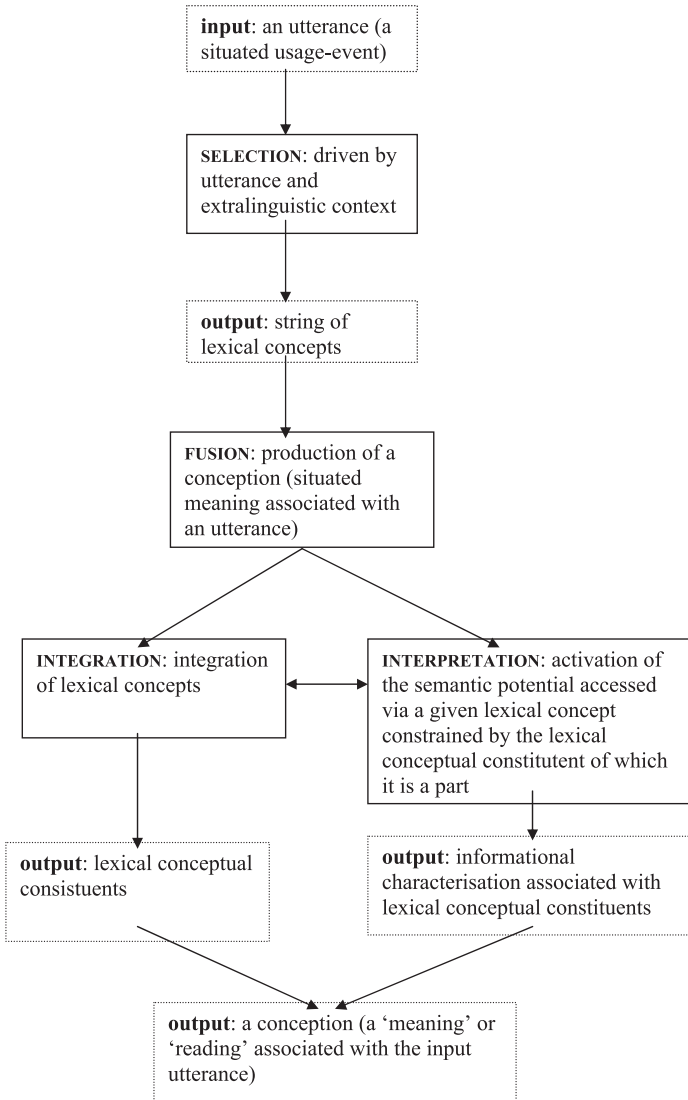 input: an utterance (a
situated usage-event)
SELECTION: driven by
utterance and
extralinguistic context
output: string of
lexical concepts
FUSION: production of a
conception (situated
meaning associated with
an utterance)
INTEGRATION: integration
of lexical concepts
INTERPRETATION: activation of
the semantic potential accessed
via a given lexical concept
constrained by the lexical
conceptual constitutent of which
it is a part
output: lexical conceptual
consistuents
output: informational
characterisation associated with
lexical conceptual constituents
output: a conception (a ‘meaning’ or
‘reading’ associated with the input
utterance)